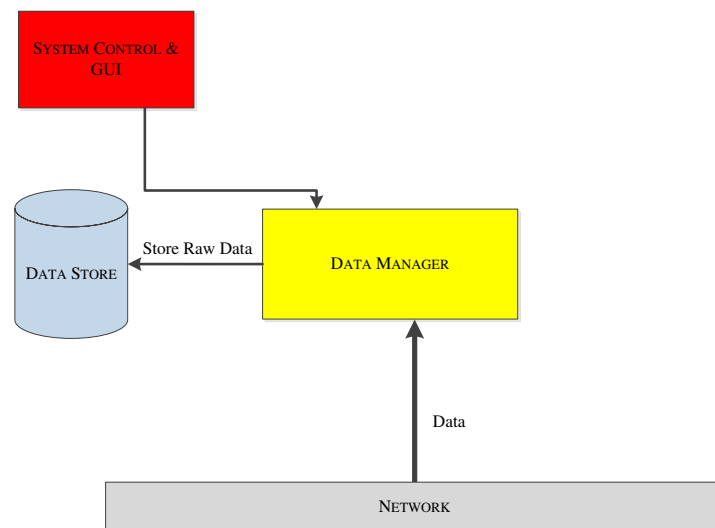 SYSTEM CONTROL &
GUI
Store Raw Data
DATA MANAGER
DATA STORE
Data
NETWORK